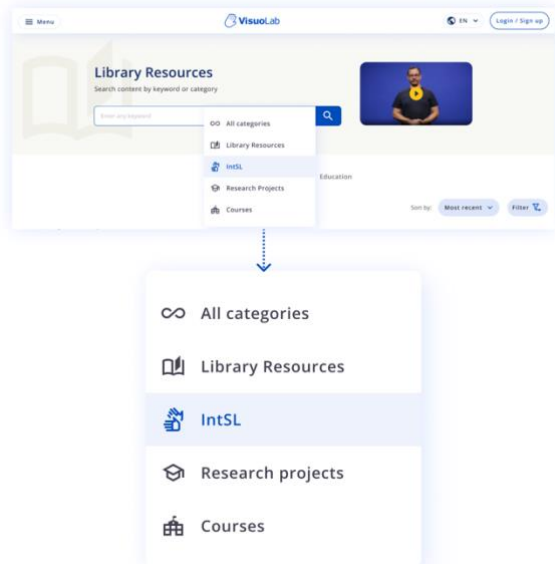 Menu
VisuoLab
EN
Login / Sign up
Library Resources
Search content by keyword or category
Enter any keyword
All categories
Library Resources
IntSL
Research Projects
Courses
Education
Sort by:
Most recent
Filter
All categories
Library Resources
IntSL
Research projects
Courses